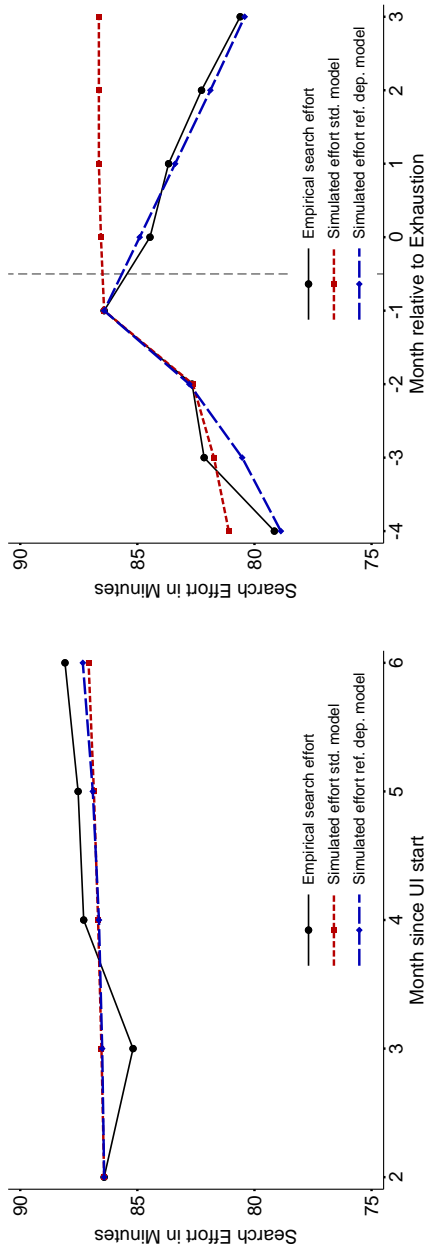 Search Effort in Minutes
90
85
80
75
2
3
4
5
6
Month since UI start
Empirical search effort
Simulated effort std. model
Simulated effort ref. dep. model
Search Effort in Minutes
90
85
80
75
-4
-3
-2
-1
0
1
2
3
Month relative to Exhaustion
Empirical search effort
Simulated effort std. model
Simulated effort ref. dep. model